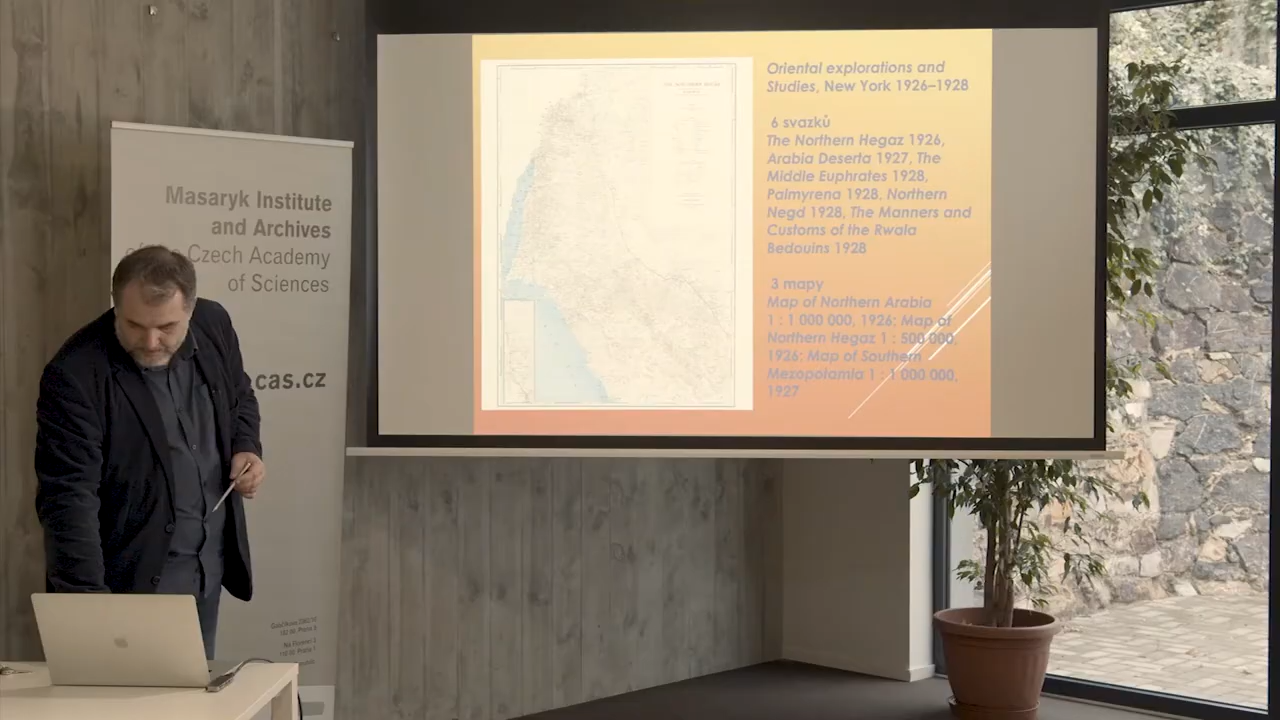 Masaryk Institute
and Archives
Czech Academy
of Sciences
.cas.cz
Oriental explorations and
Studies, New York 1926–1928
6 svazků
The Northern Hegaz 1926,
Arabia Deserta 1927, The
Middle Euphrates 1928,
Palmyrena 1928, Northern
Negd 1928, The Manners and
Customs of the Rwala
Bedouins 1928
3 mapy
Map of Northern Arabia
1 : 1 000 000, 1926; Map of
Northern Hegaz 1 : 500 000,
1926; Map of Southern
Mezopotamia 1 : 1 000 000,
1927